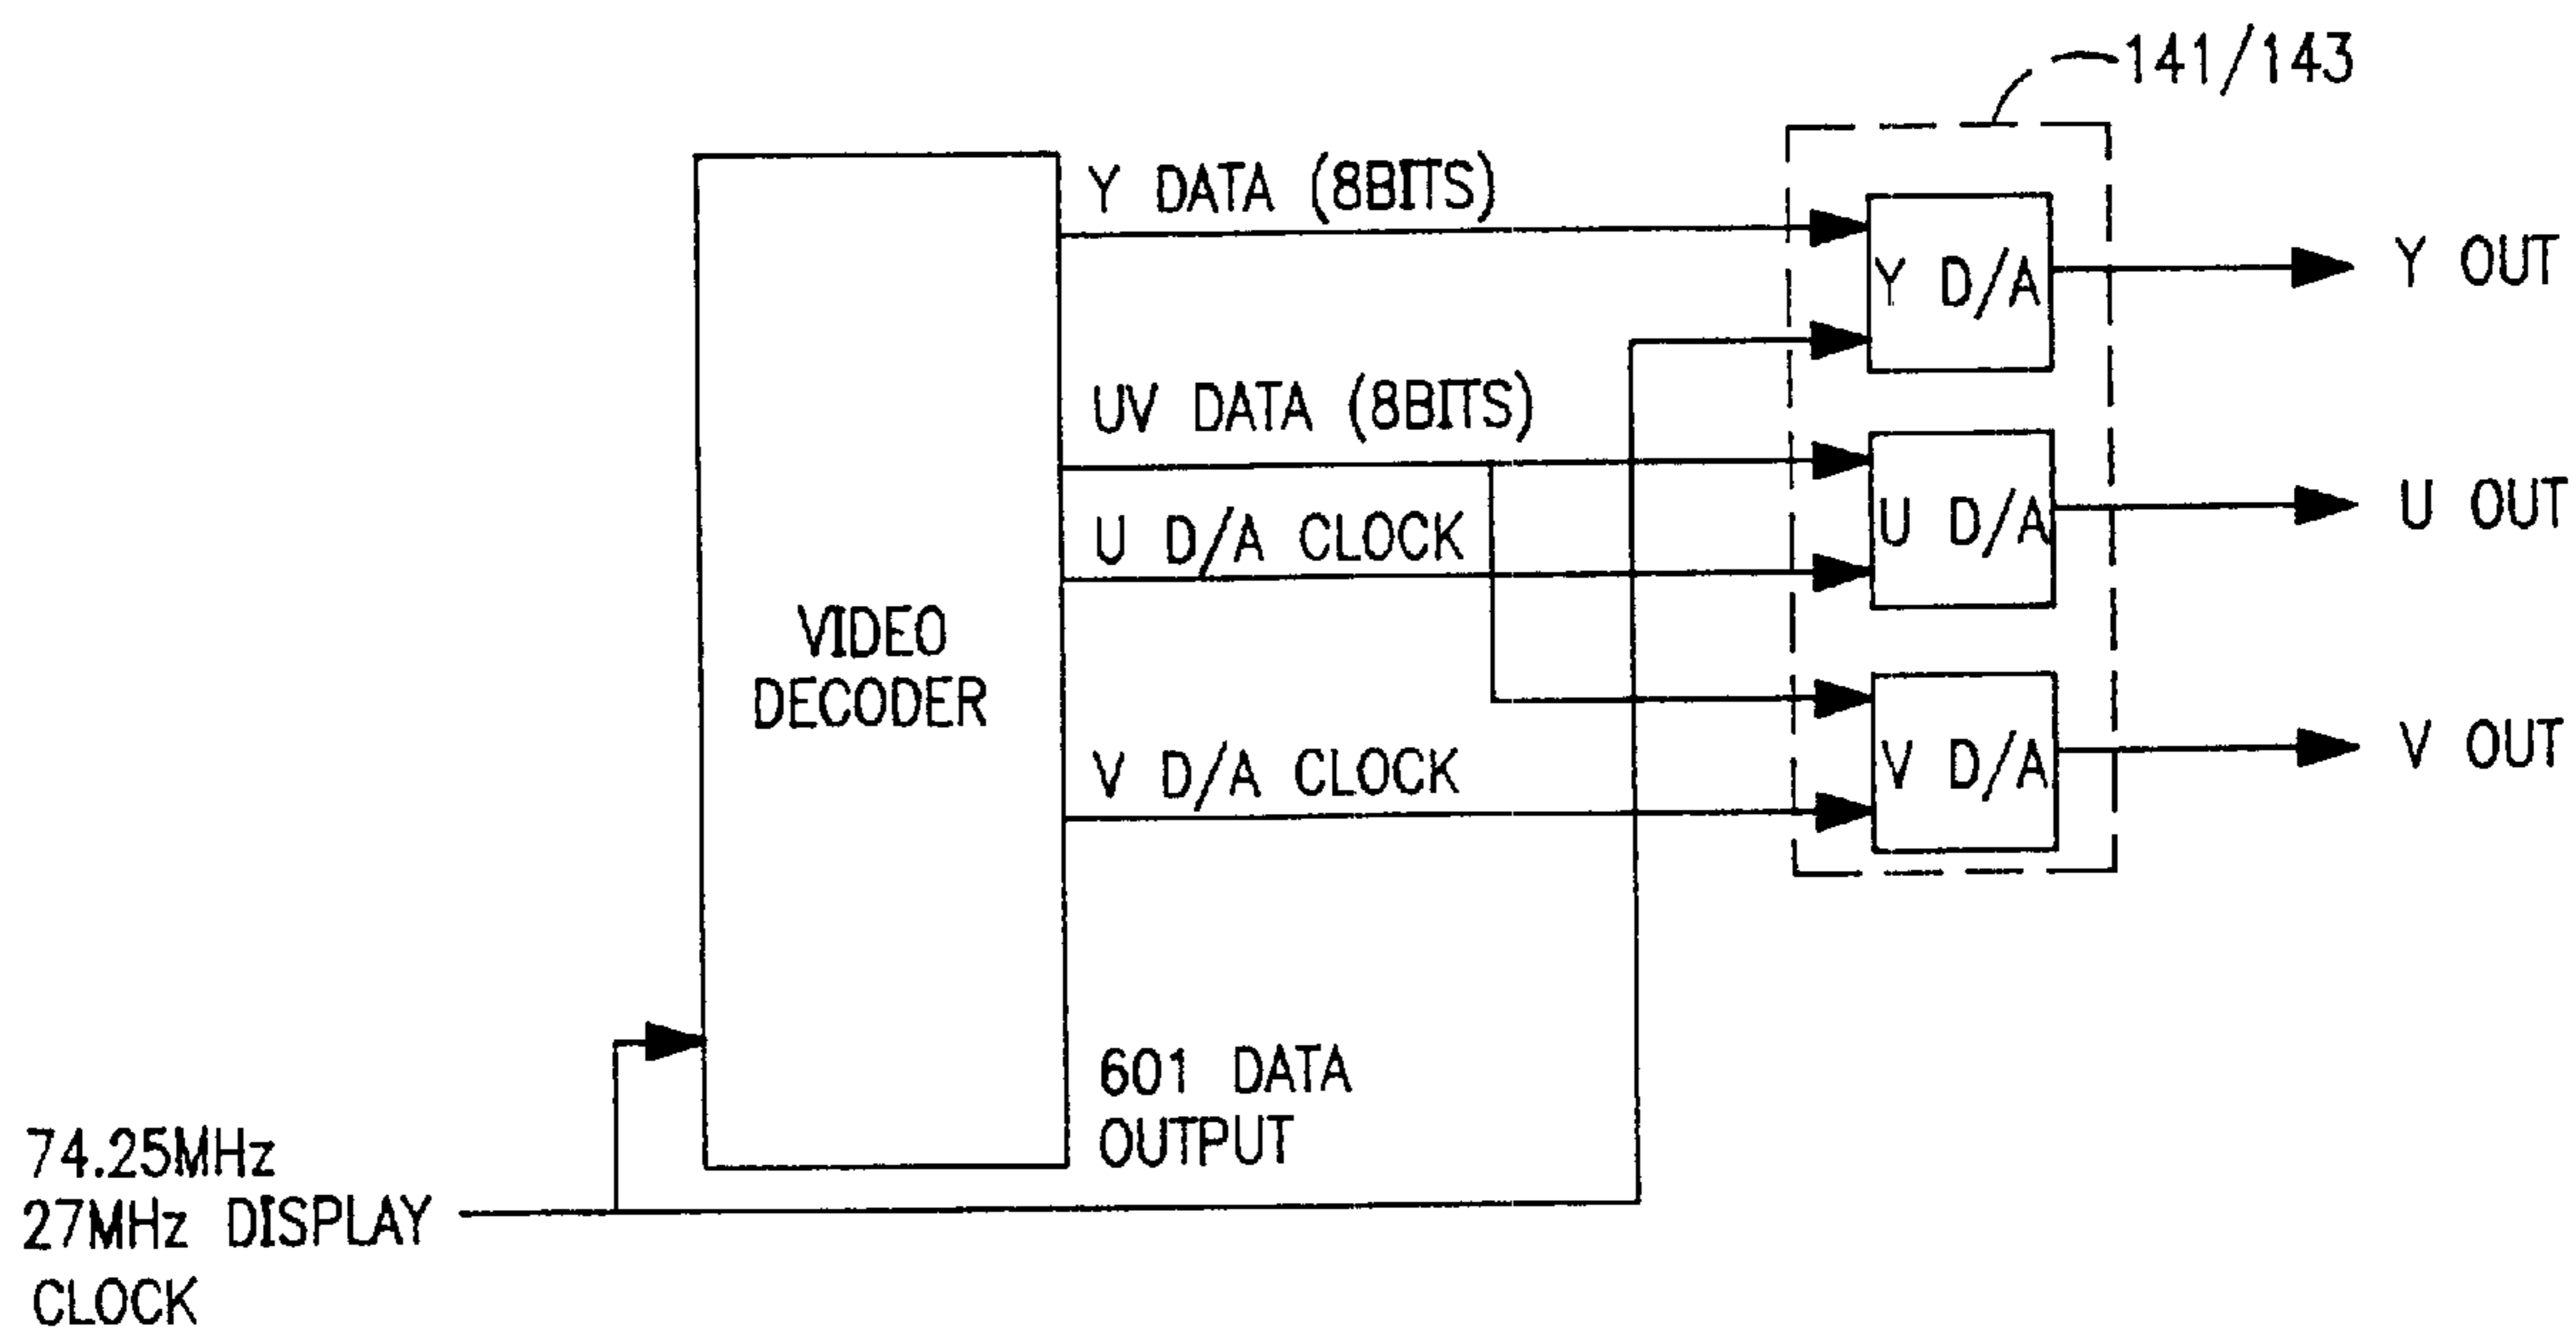 141/143
Y DATA (8BITS)
Y D/A
Y OUT
UV DATA (8BITS)
U D/A CLOCK
U D/A
U OUT
VIDEO
DECODER
V D/A CLOCK
V D/A
V OUT
601 DATA
OUTPUT
74.25MHz
27MHz DISPLAY
CLOCK